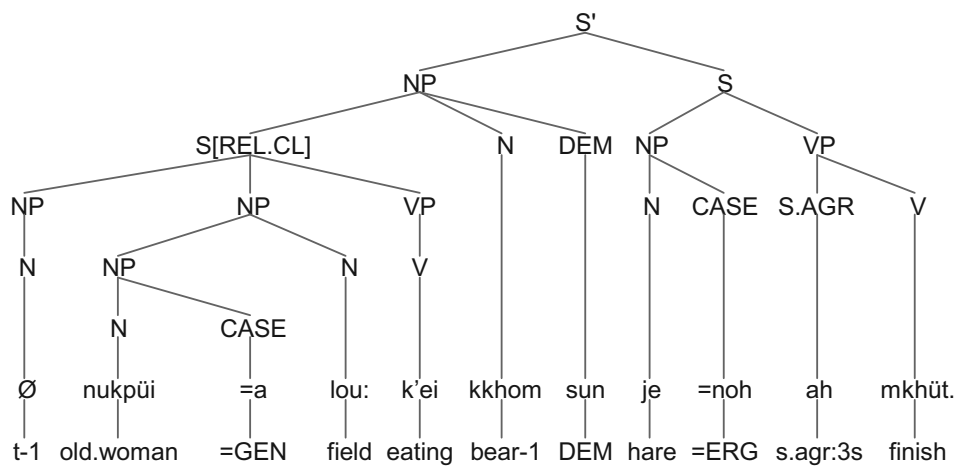 S'
NP S
S[REL.CL] N DEM NP VP
NP NP VP N CASE S.AGR V
N NP N V
N CASE
Ø nukpüi =a lou: k’ei kkhom sun je =noh ah mkhüt.
t-1 old.woman =GEN field eating bear-1 DEM hare =ERG s.agr:3s finish